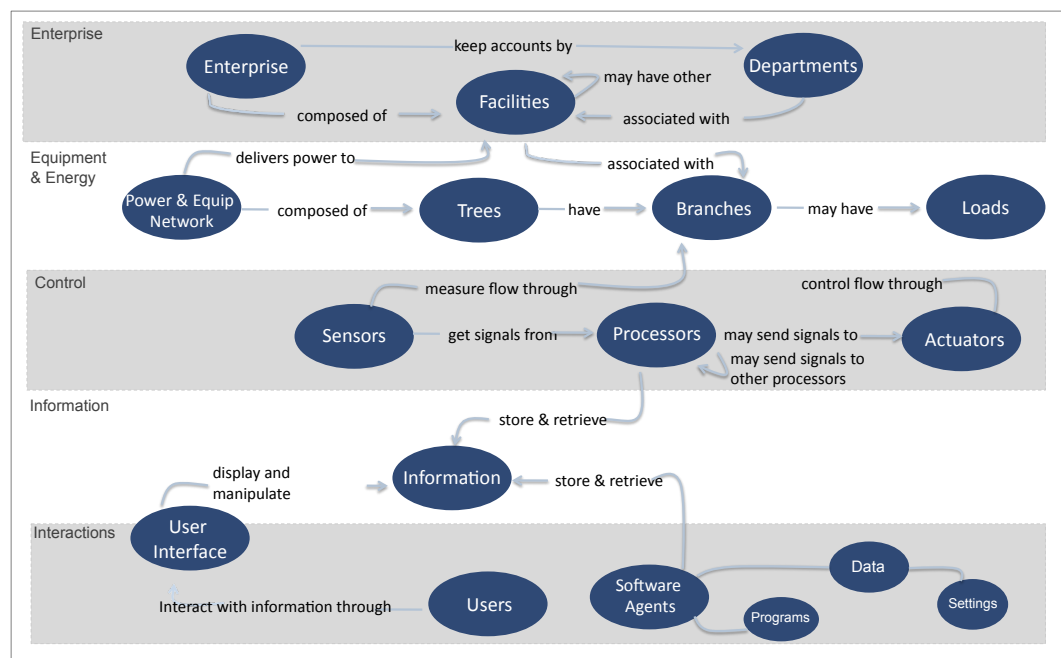 Enterprise
keep accounts by
Enterprise
Departments
may have other
Facilities
composed of
associated with
Equipment
& Energy
delivers power to
associated with
Power & Equip
Network
composed of
Trees
have
Branches
may have
Loads
Control
measure flow through
control flow through
Sensors
get signals from
Processors
may send signals to
Actuators
may send signals to
other processors
Information
store & retrieve
display and
manipulate
Information
store & retrieve
Interactions
User
Interface
Data
Software
Agents
Interact with information through
Users
Settings
Programs